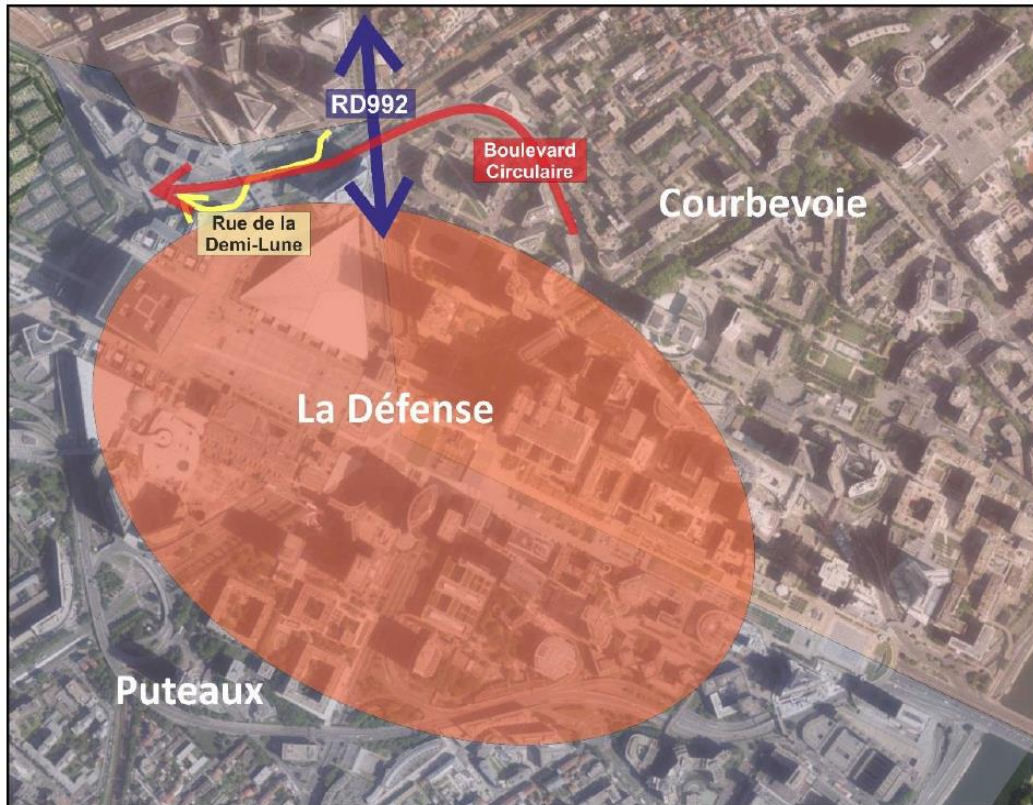 RD992
Boulevard
Circulaire
Courbevoie
Rue de la
Demi-Lune
La Défense
Puteaux